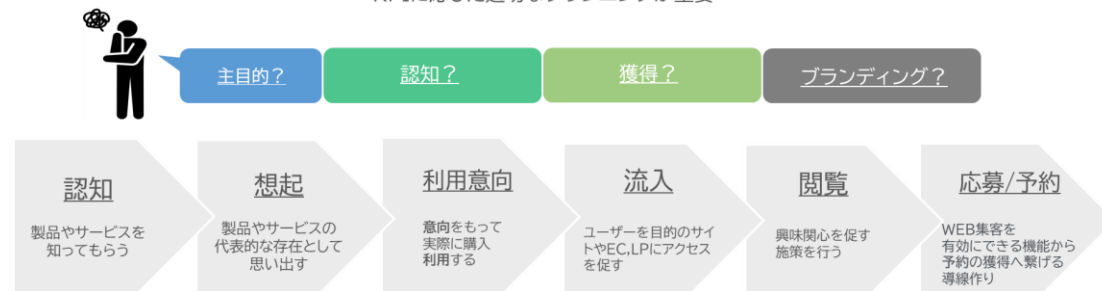 主目的？
認知？
獲得？
ブランディング？
認知
製品やサービスを
知ってもらう
想起
製品やサービスの
代表的な存在として
思い出す
利用意向
意向をもって
実際に購入
利用する
流入
ユーザーを目的のサイ
トやEC,LPにアクセス
を促す
閲覧
興味関心を促す
施策を行う
応募/予約
WEB集客を
有効にできる機能から
予約の獲得へ繋げる
導線作り